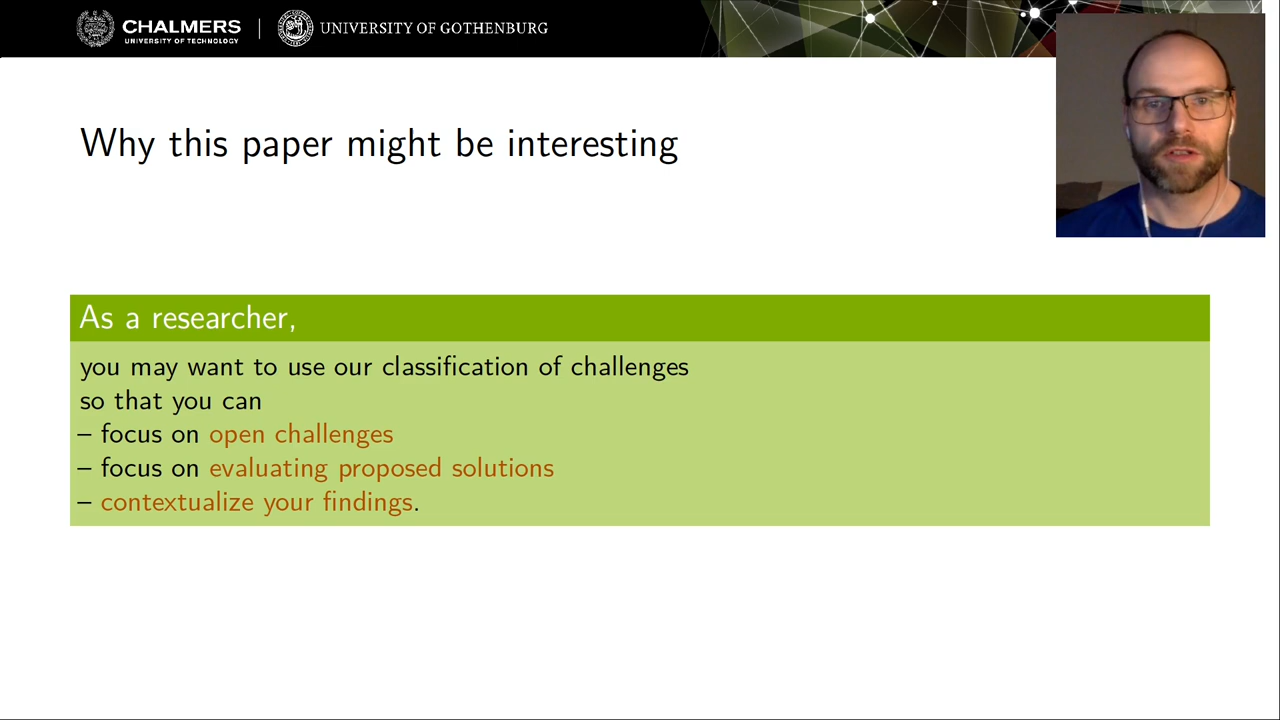 CHALMERS
UNIVERSITY OF TECHNOLOGY
UNIVERSITY OF GOTHENBURG
Why this paper might be interesting
As a researcher,
you may want to use our classification of challenges
so that you can
– focus on open challenges
– focus on evaluating proposed solutions
– contextualize your findings.